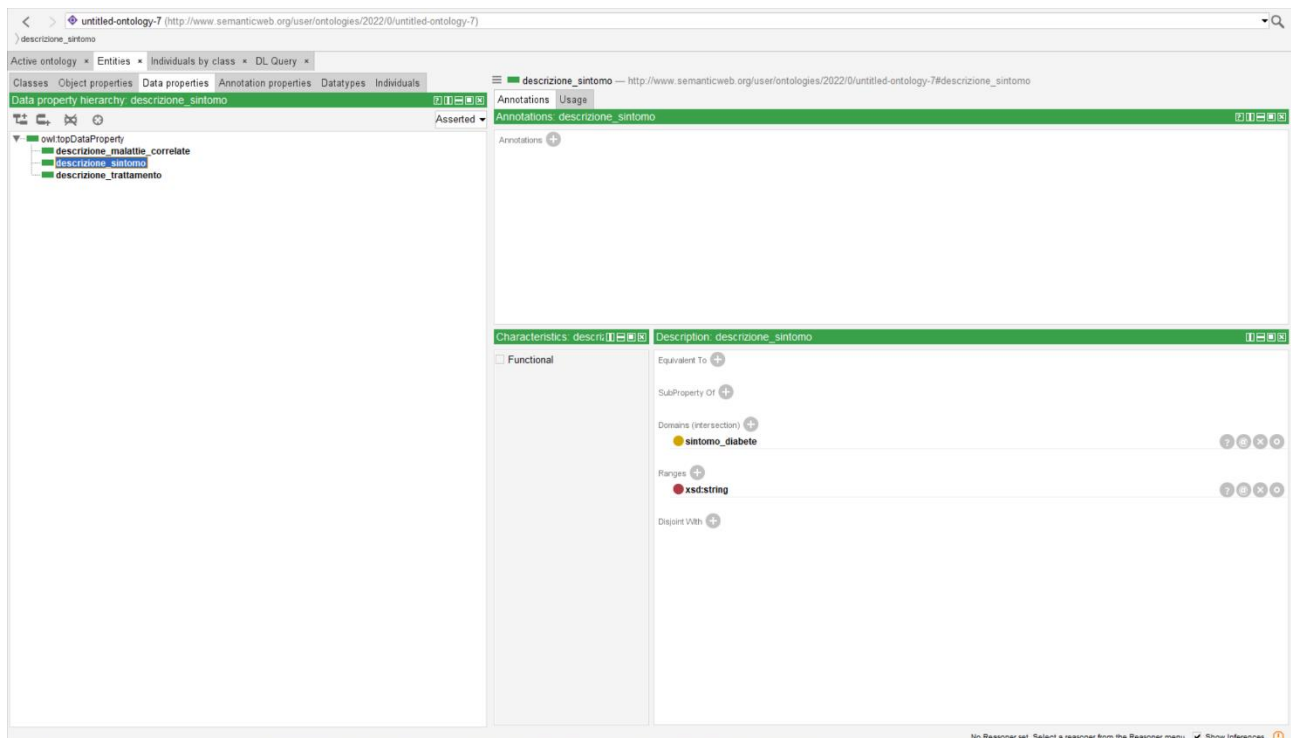 untitled-ontology-7 (http://www.semanticweb.org/user/ontologies/2022/0/untitled-ontology-7)
descrizione_sintomo
Active ontology × Entities × Individuals by class × DL Query ×
Classes Object properties Data properties Annotation properties Datatypes Individuals
Data property hierarchy: descrizione_sintomo
Asserted
owl:topDataProperty
descrizione_malattie_correlate
descrizione_sintomo
descrizione_trattamento
descrizione_sintomo — http://www.semanticweb.org/user/ontologies/2022/0/untitled-ontology-7#descrizione_sintomo
Annotations Usage
Annotations: descrizione_sintomo
Annotations
Characteristics: descri
Functional
Description: descrizione_sintomo
Equivalent To
SubProperty Of
Domains (intersection)
sintomo_diabete
Ranges
xsd:string
Disjoint With
No Reasoner set. Select a reasoner from the Reasoner menu Show Inferences